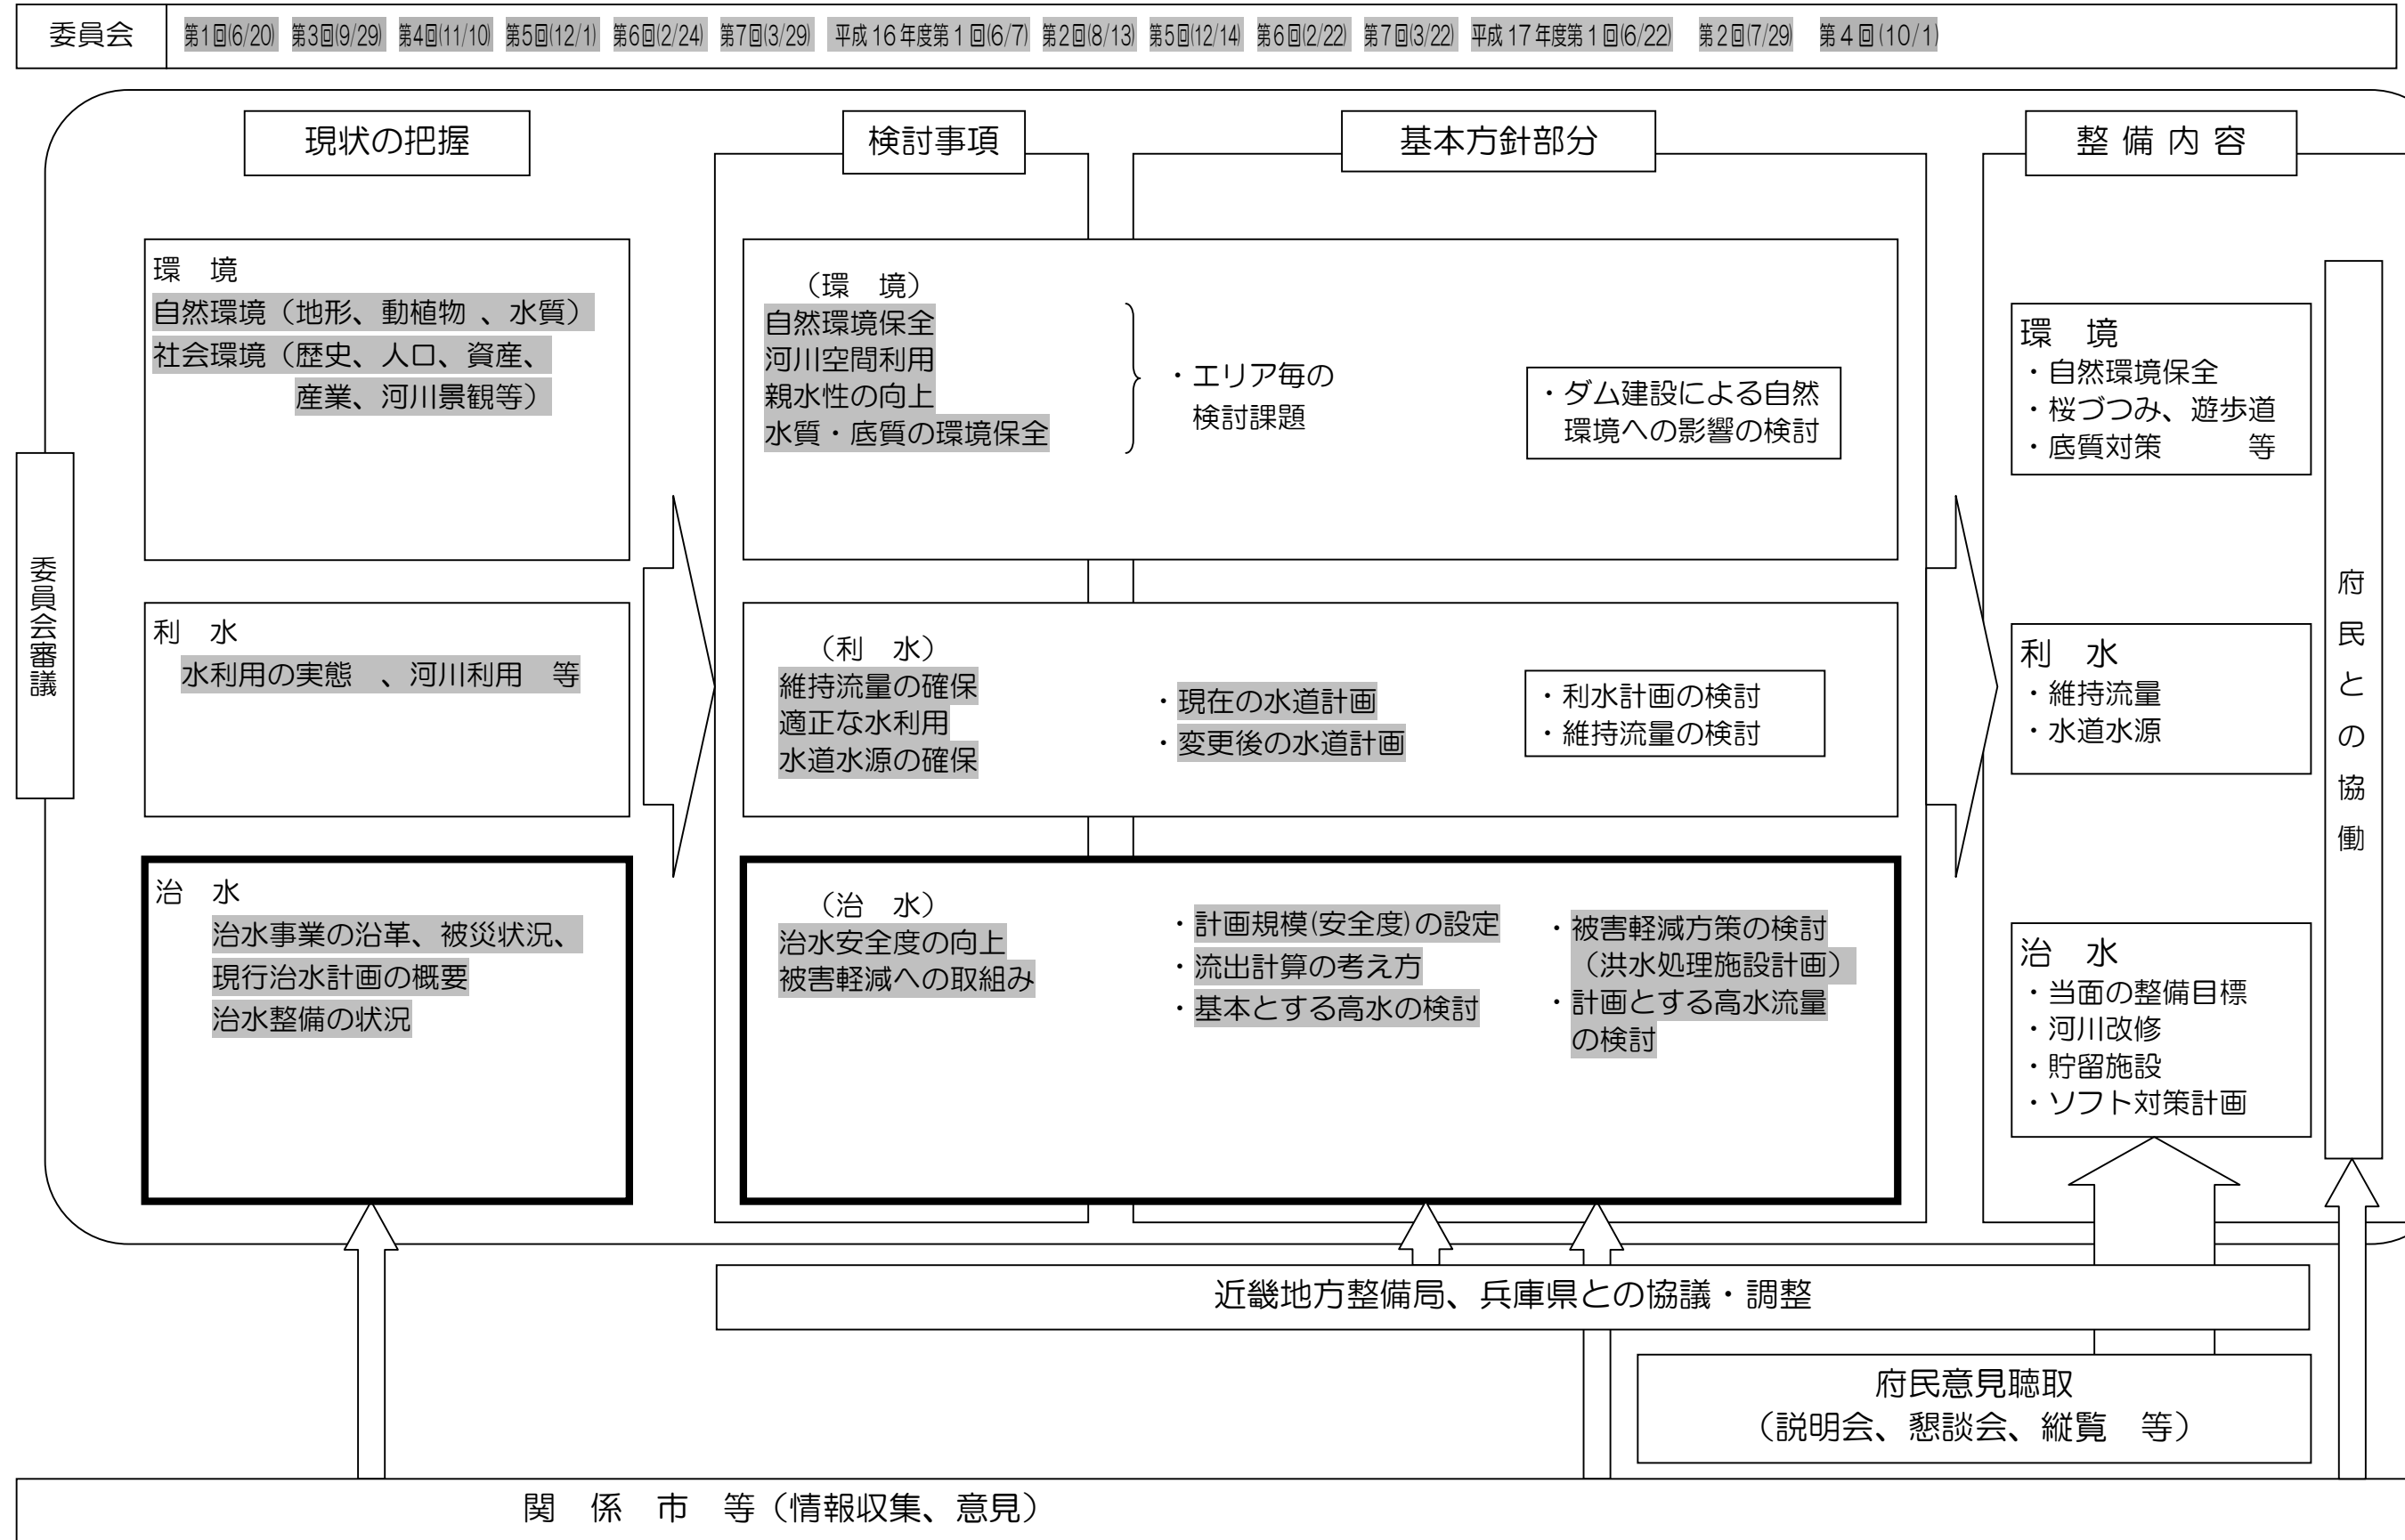 委員会
第1回(6/20) 第3回(9/29) 第4回(11/10) 第5回(12/1) 第6回(2/24) 第7回(3/29) 平成16年度第1回(6/7) 第2回(8/13) 第5回(12/14) 第6回(2/22) 第7回(3/22) 平成17年度第1回(6/22) 第2回(7/29) 第4回(10/1)
委員会審議
現状の把握
環　境
自然環境（地形、動植物 、水質）
社会環境（歴史、人口、資産、
産業、河川景観等）
利　水
水利用の実態　、河川利用　等
治　水
治水事業の沿革、被災状況、
現行治水計画の概要
治水整備の状況
検討事項
基本方針部分
（環　境）
自然環境保全
河川空間利用
親水性の向上
水質・底質の環境保全
・エリア毎の
検討課題
・ダム建設による自然
環境への影響の検討
（利　水）
維持流量の確保
適正な水利用
水道水源の確保
・現在の水道計画
・変更後の水道計画
・利水計画の検討
・維持流量の検討
（治　水）
治水安全度の向上
被害軽減への取組み
・計画規模(安全度)の設定
・流出計算の考え方
・基本とする高水の検討
・被害軽減方策の検討
（洪水処理施設計画）
・計画とする高水流量
の検討
整 備 内 容
環　境
・自然環境保全
・桜づつみ、遊歩道
・底質対策　　　等
利　水
・維持流量
・水道水源
治　水
・当面の整備目標
・河川改修
・貯留施設
・ソフト対策計画
府民との協働
近畿地方整備局、兵庫県との協議・調整
府民意見聴取
（説明会、懇談会、縦覧　等）
関　係　市　等（情報収集、意見）